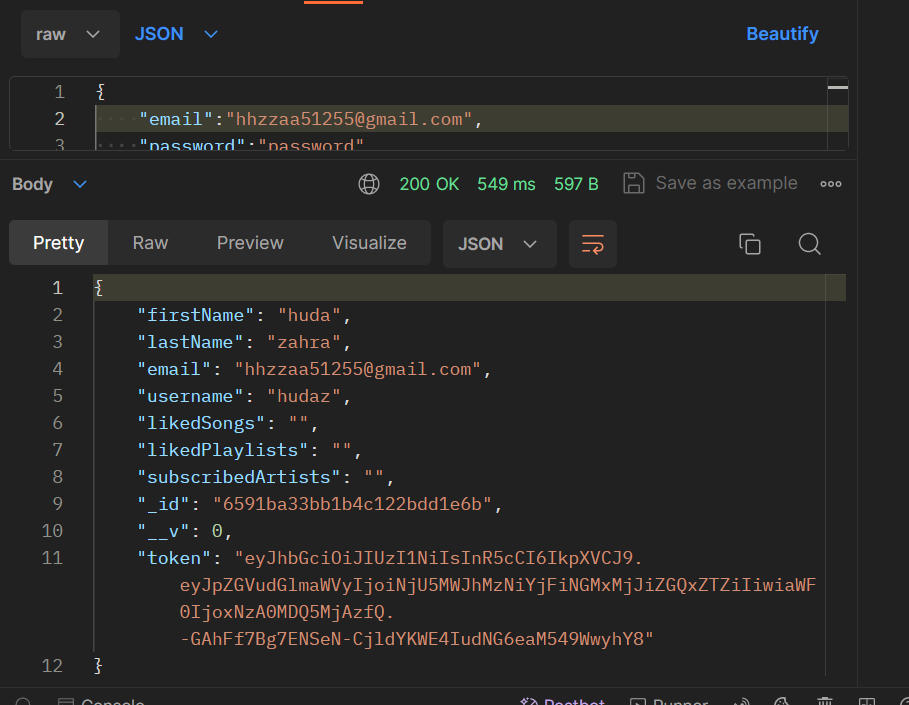 raw JSON Beautify
1 {
2 "email":"hhzzaa51255@gmail.com",
3 "password":"password"
Body 200 OK 549 ms 597 B Save as example
Pretty Raw Preview Visualize JSON
1 {
2 "firstName": "huda",
3 "lastName": "zahra",
4 "email": "hhzzaa51255@gmail.com",
5 "username": "hudaz",
6 "likedSongs": "",
7 "likedPlaylists": "",
8 "subscribedArtists": "",
9 "_id": "6591ba33bb1b4c122bdd1e6b",
10 "__v": 0,
11 "token": "eyJhbGciOiJIUzI1NiIsInR5cCI6IkpXVCJ9.
eyJpZGVudGlmaWVyIjoiNjU5MWJhMzNiYjFiNGMxMjJiZGQxZTZiIiwiaWF
0IjoxNzA0MDQ5MjAzfQ.
-GAhFf7Bg7ENSeN-CjldYKWE4IudNG6eaM549WwyhY8"
12 }
Console Postbot Runner